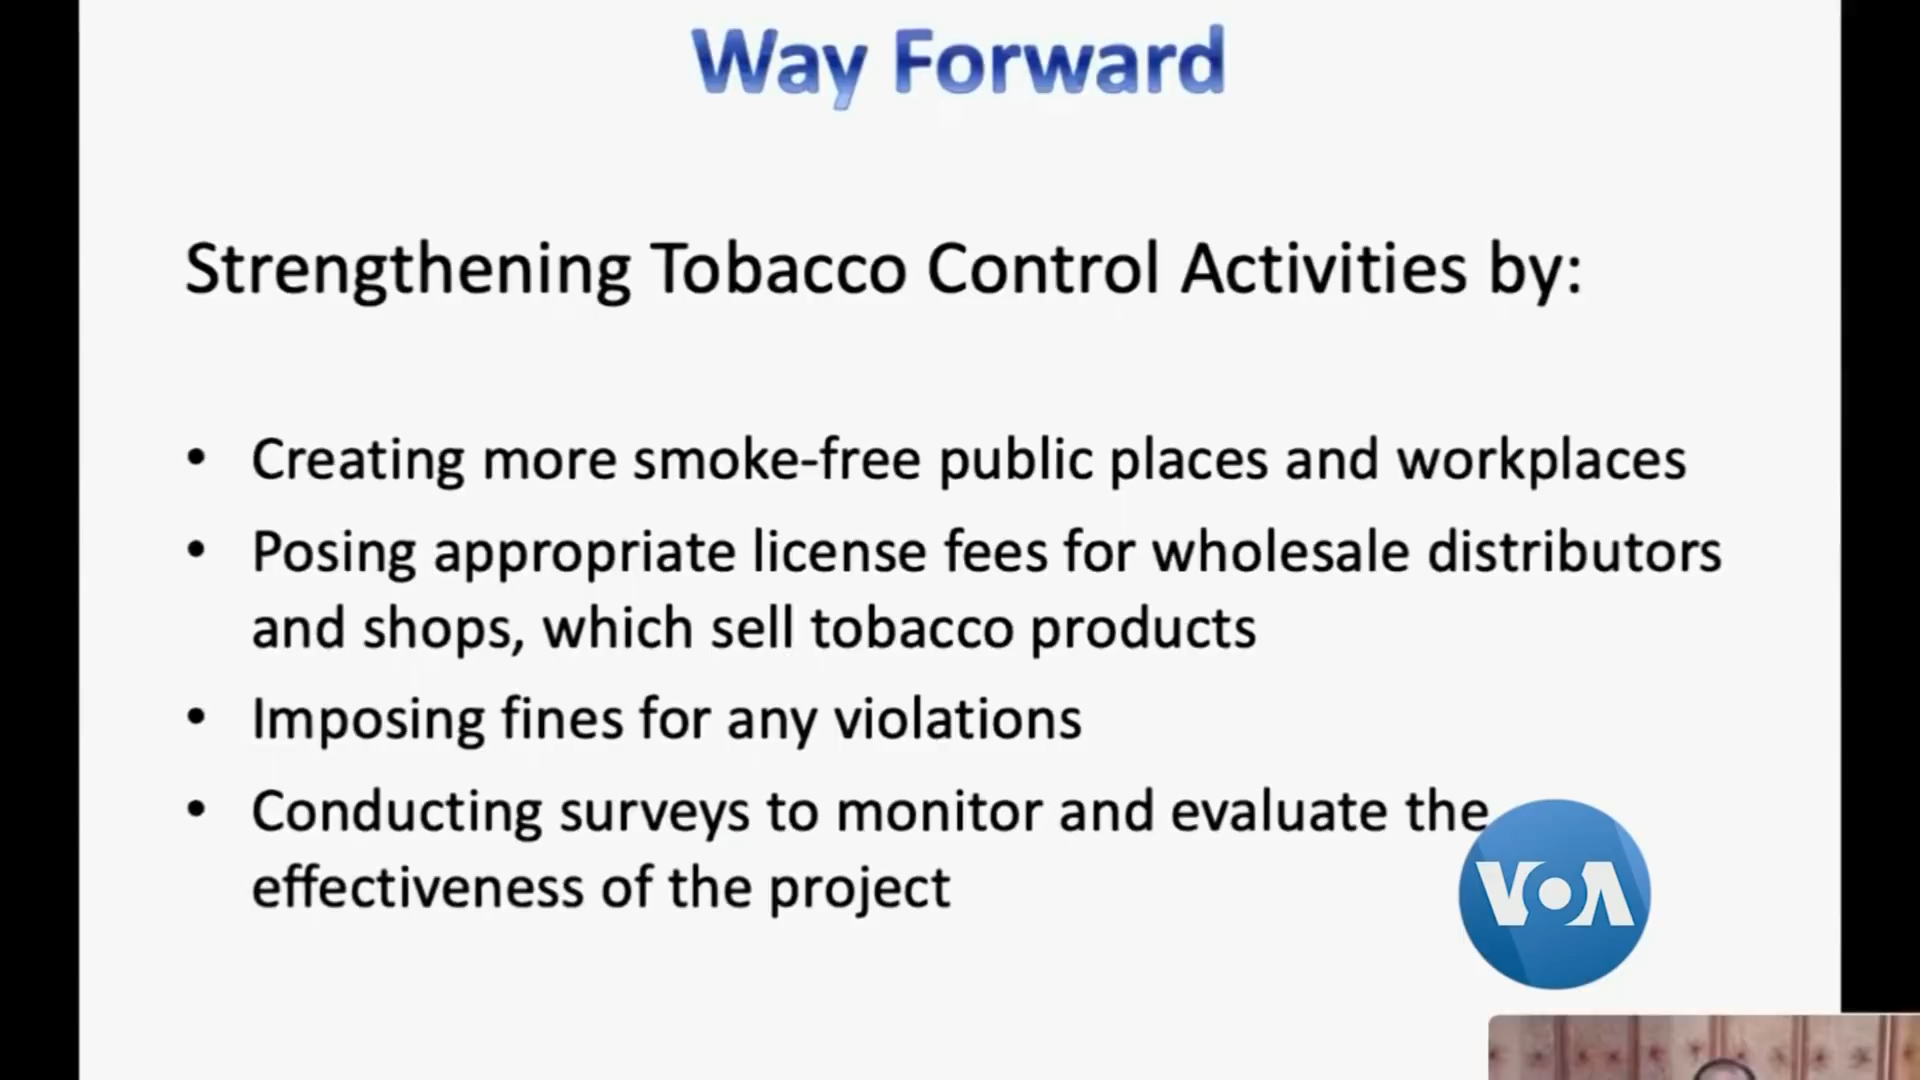 Way Forward
Strengthening Tobacco Control Activities by:
• Creating more smoke-free public places and workplaces
• Posing appropriate license fees for wholesale distributors
and shops, which sell tobacco products
• Imposing fines for any violations
• Conducting surveys to monitor and evaluate the
effectiveness of the project
VOA